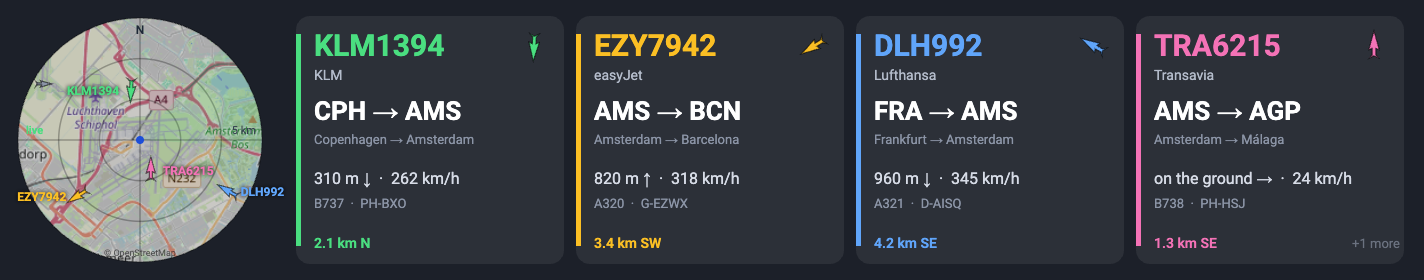 N
KLM1394
A4
Luchthaven
Schiphol
5 km
Bos
dorp
TRA6215
N232
EZY7942
DLH992
© OpenStreetMap
KLM1394
KLM
CPH → AMS
Copenhagen → Amsterdam
310 m ↓ · 262 km/h
B737 · PH-BXO
2.1 km N
EZY7942
easyJet
AMS → BCN
Amsterdam → Barcelona
820 m ↑ · 318 km/h
A320 · G-EZWX
3.4 km SW
DLH992
Lufthansa
FRA → AMS
Frankfurt → Amsterdam
960 m ↓ · 345 km/h
A321 · D-AISQ
4.2 km SE
TRA6215
Transavia
AMS → AGP
Amsterdam → Málaga
on the ground → · 24 km/h
B738 · PH-HSJ
1.3 km SE
+1 more